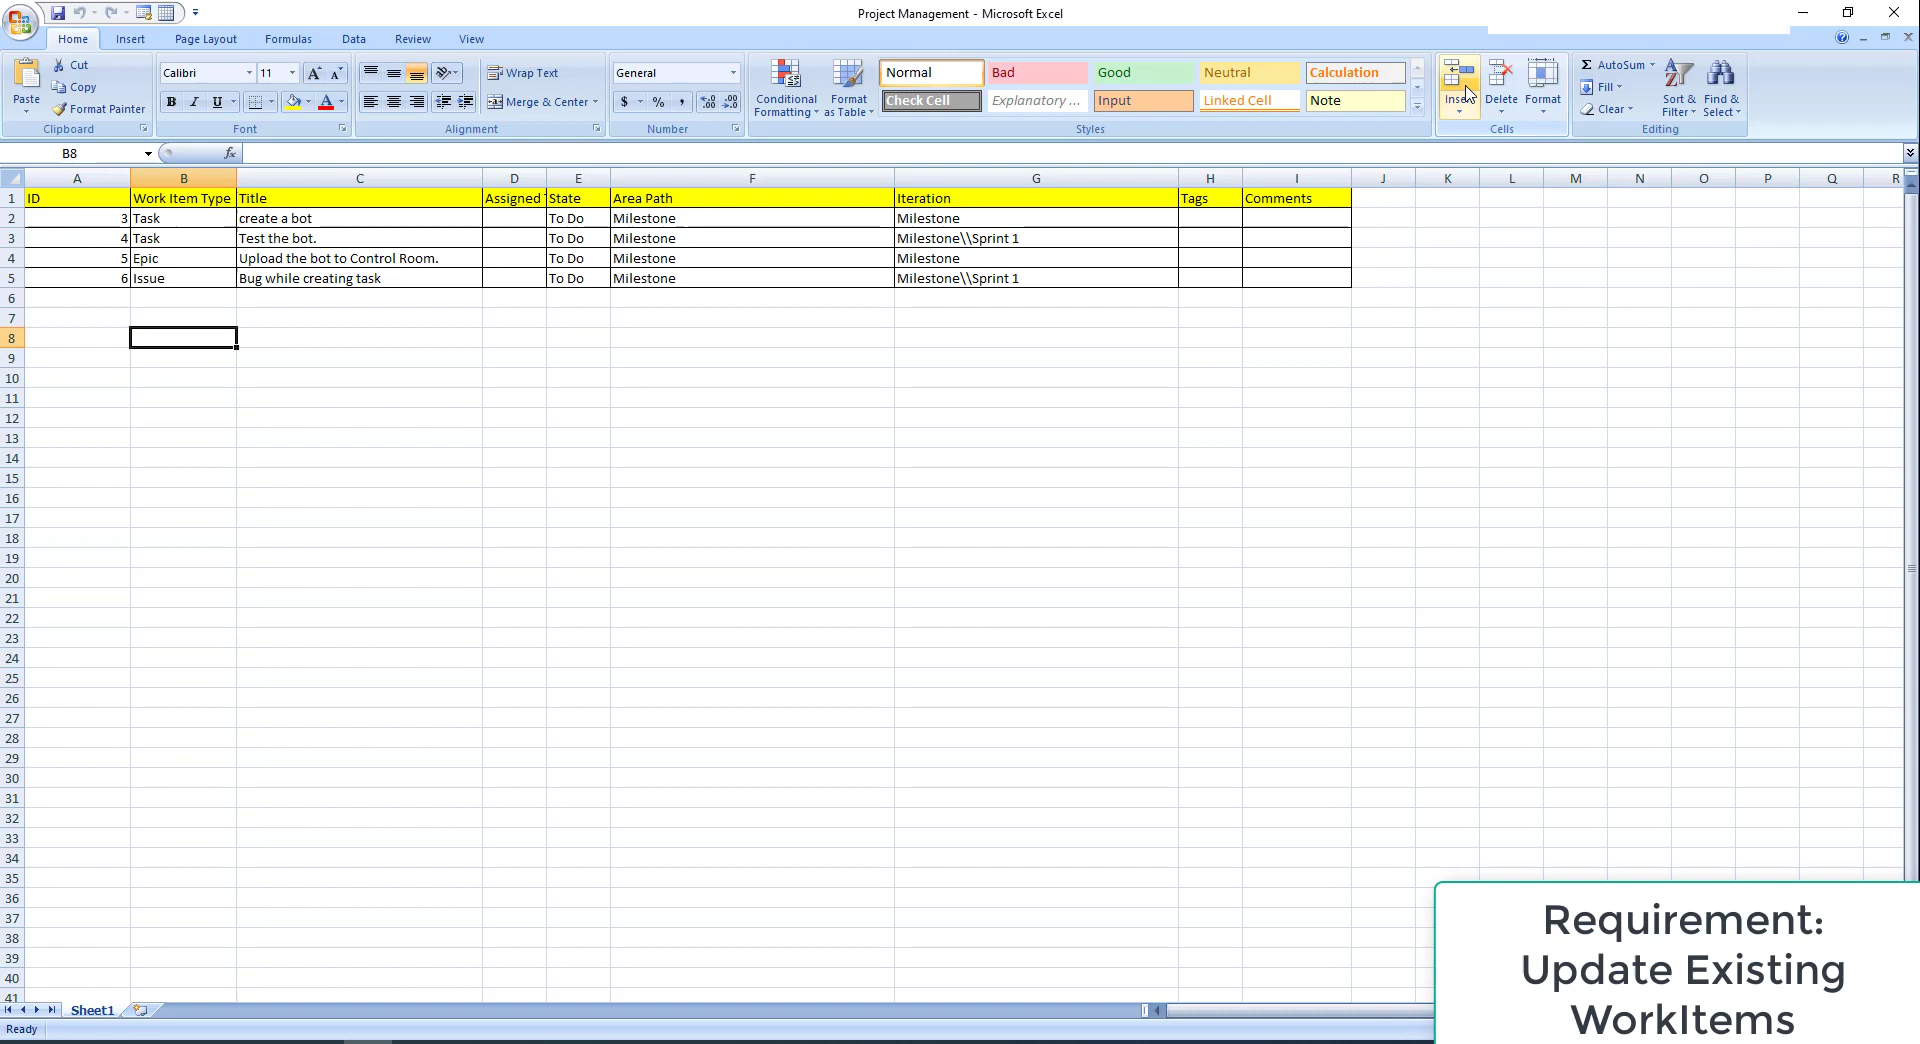 Project Management - Microsoft Excel
Home Insert Page Layout Formulas Data Review View
Paste Cut Copy Format Painter Clipboard
Calibri 11 A A B I U A Font
Wrap Text Merge & Center Alignment
General $ % , Number
Conditional Formatting Format as Table
Normal Bad Good Neutral Calculation
Check Cell Explanatory ... Input Linked Cell Note
Styles
Insert Delete Format Cells
Σ AutoSum Fill Clear Sort & Filter Find & Select Editing
B8 fx
A B C D E F G H I J K L M N O P Q R
1 ID Work Item Type Title Assigned State Area Path Iteration Tags Comments
2 3 Task create a bot To Do Milestone Milestone
3 4 Task Test the bot. To Do Milestone Milestone\\Sprint 1
4 5 Epic Upload the bot to Control Room. To Do Milestone Milestone
5 6 Issue Bug while creating task To Do Milestone Milestone\\Sprint 1
6
7
8
9
10
11
12
13
14
15
16
17
18
19
20
21
22
23
24
25
26
27
28
29
30
31
32
33
34
35
36
37
38
39
40
41
Sheet1
Ready
Requirement:
Update Existing
WorkItems